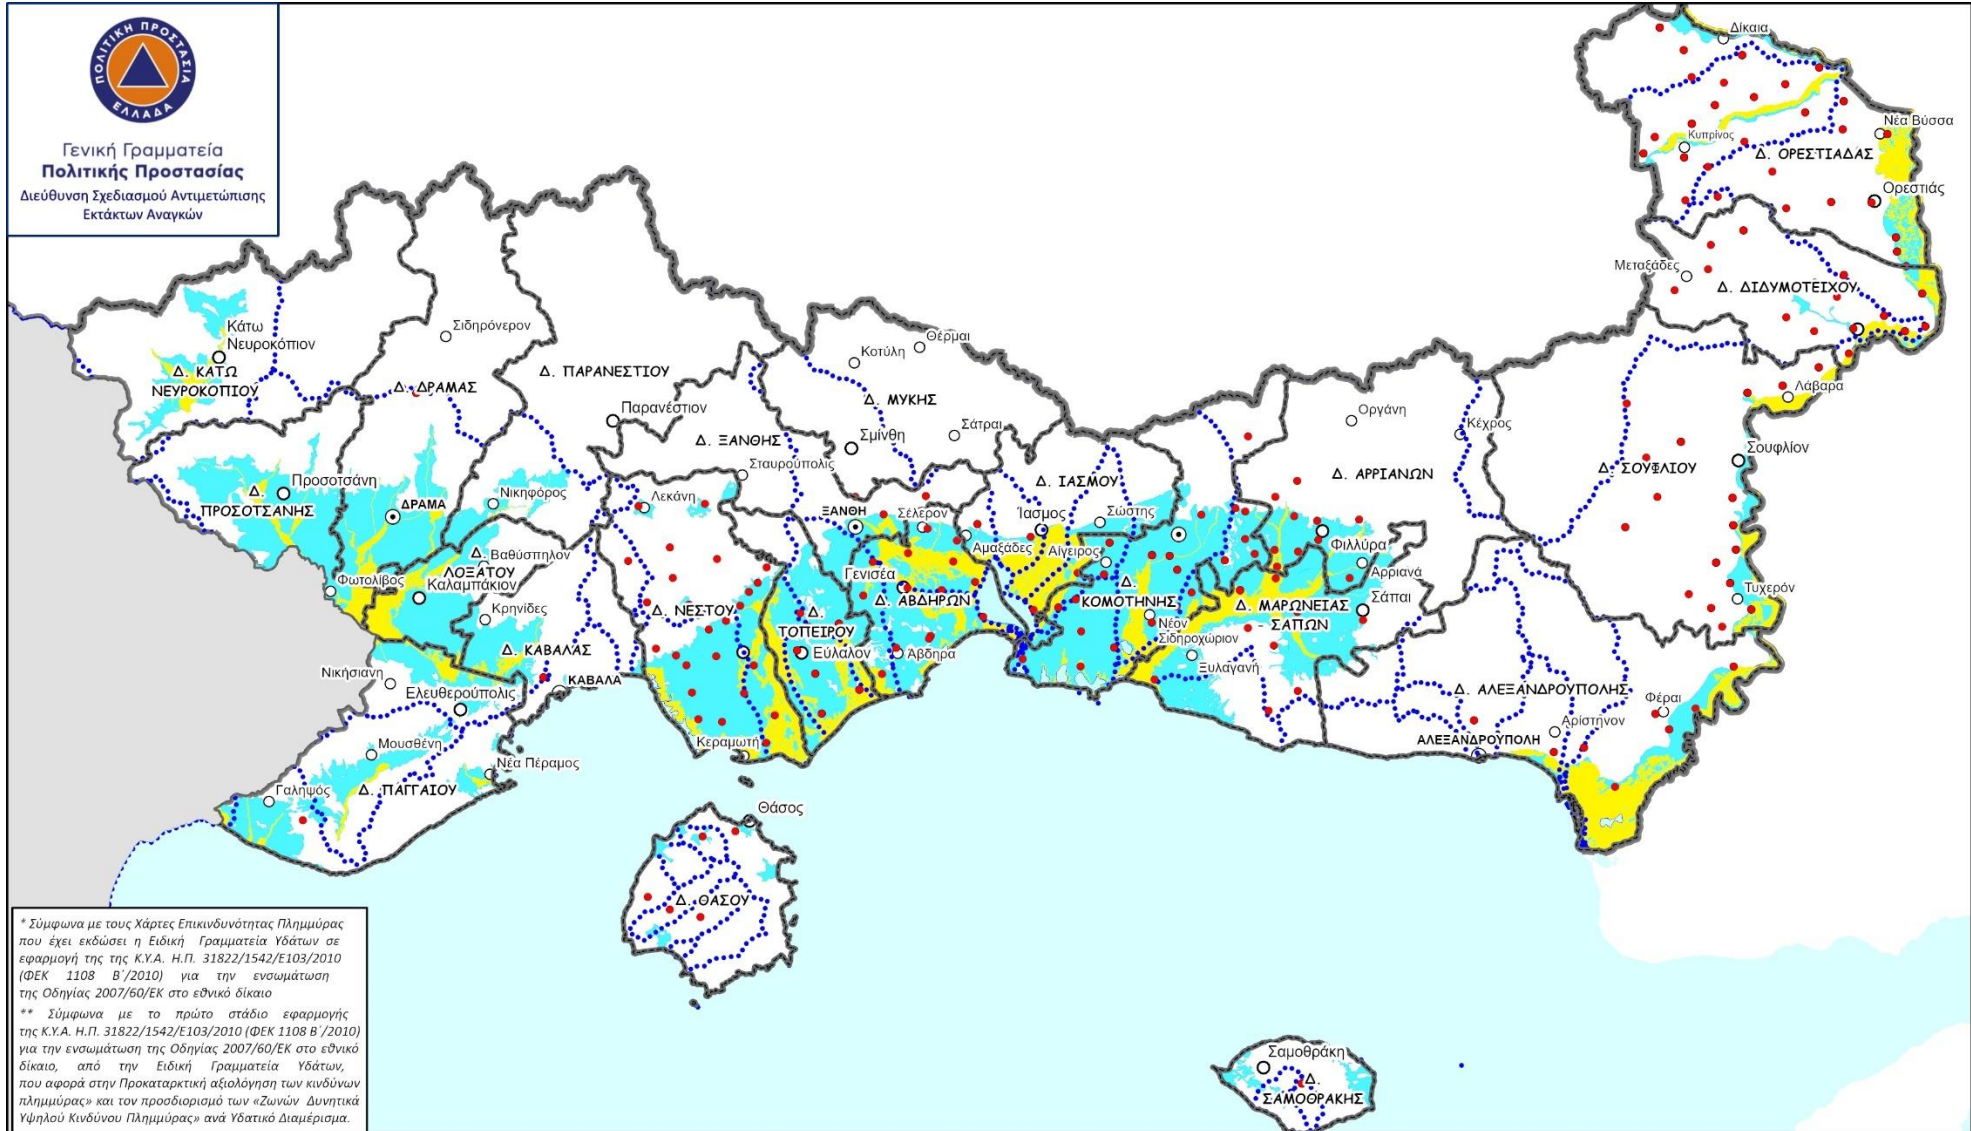 ΠΟΛΙΤΙΚΗ ΠΡΟΣΤΑΣΙΑ
ΕΛΛΑΔΑ
Γενική Γραμματεία
Πολιτικής Προστασίας
Διεύθυνση Σχεδιασμού Αντιμετώπισης
Εκτάκτων Αναγκών
Δίκαια
Νέα Βύσσα
Κυπρίνος
Δ. ΟΡΕΣΤΙΑΔΑΣ
Ορεστιάς
Μεταξάδες
Δ. ΔΙΔΥΜΟΤΕΙΧΟΥ
Λάβαρα
Σουφλίον
Δ. ΣΟΥΦΛΙΟΥ
Τυχερόν
Κάτω
Νευροκόπιον
Δ. ΚΑΤΩ
ΝΕΥΡΟΚΟΠΙΟΥ
Σιδηρόνερον
Δ. ΔΡΑΜΑΣ
Δ. ΠΑΡΑΝΕΣΤΙΟΥ
Παρανέστιον
Θέρμαι
Κοτύλη
Δ. ΜΥΚΗΣ
Σάτραι
Σμίνθη
Δ. ΞΑΝΘΗΣ
Σταυρούπολις
Οργάνη
Κέχρος
Δ. ΑΡΡΙΑΝΩΝ
Δ. ΙΑΣΜΟΥ
Προσοτσάνη
Δ.
ΠΡΟΣΟΤΣΑΝΗΣ
ΔΡΑΜΑ
Νικηφόρος
Λεκάνη
ΞΑΝΘΗ
Σέλερον
Ίασμος
Σώστης
Αμαξάδες
Αίγειρος
Φιλλύρα
Αρριανά
Δ.
Βαθύσπηλον
ΔΟΞΑΤΟΥ
Φωτολίβος
Καλαμπάκιον
Κρηνίδες
Δ. ΝΕΣΤΟΥ
Γενισέα
Δ. ΑΒΔΗΡΩΝ
Δ.
ΤΟΠΕΙΡΟΥ
Εύλαλον
Άβδηρα
Δ.
ΚΟΜΟΤΗΝΗΣ
Νέον
Σιδηροχώριον
Δ. ΜΑΡΩΝΕΙΑΣ
- ΣΑΠΩΝ
Σάπαι
Ξυλαγανή
Δ. ΚΑΒΑΛΑΣ
Νικήσιανη
Ελευθερούπολις
ΚΑΒΑΛΑ
Μουσθένη
Κεραμωτή
Νέα Πέραμος
Γαληψός
Δ. ΠΑΓΓΑΙΟΥ
Δ. ΑΛΕΞΑΝΔΡΟΥΠΟΛΗΣ
Φέραι
Αρίστηνον
ΑΛΕΞΑΝΔΡΟΥΠΟΛΗ
Θάσος
Δ. ΘΑΣΟΥ
Σαμοθράκη
Δ.
ΣΑΜΟΘΡΑΚΗΣ
* Σύμφωνα με τους Χάρτες Επικινδυνότητας Πλημμύρας
που έχει εκδώσει η Ειδική Γραμματεία Υδάτων σε
εφαρμογή της της Κ.Υ.Α. Η.Π. 31822/1542/Ε103/2010
(ΦΕΚ 1108 Β΄/2010) για την ενσωμάτωση
της Οδηγίας 2007/60/ΕΚ στο εθνικό δίκαιο
** Σύμφωνα με το πρώτο στάδιο εφαρμογής
της Κ.Υ.Α. Η.Π. 31822/1542/Ε103/2010 (ΦΕΚ 1108 Β΄/2010)
για την ενσωμάτωση της Οδηγίας 2007/60/ΕΚ στο εθνικό
δίκαιο, από την Ειδική Γραμματεία Υδάτων,
που αφορά στην Προκαταρκτική αξιολόγηση των κινδύνων
πλημμύρας» και τον προσδιορισμό των «Ζωνών Δυνητικά
Υψηλού Κινδύνου Πλημμύρας» ανά Υδατικό Διαμέρισμα.